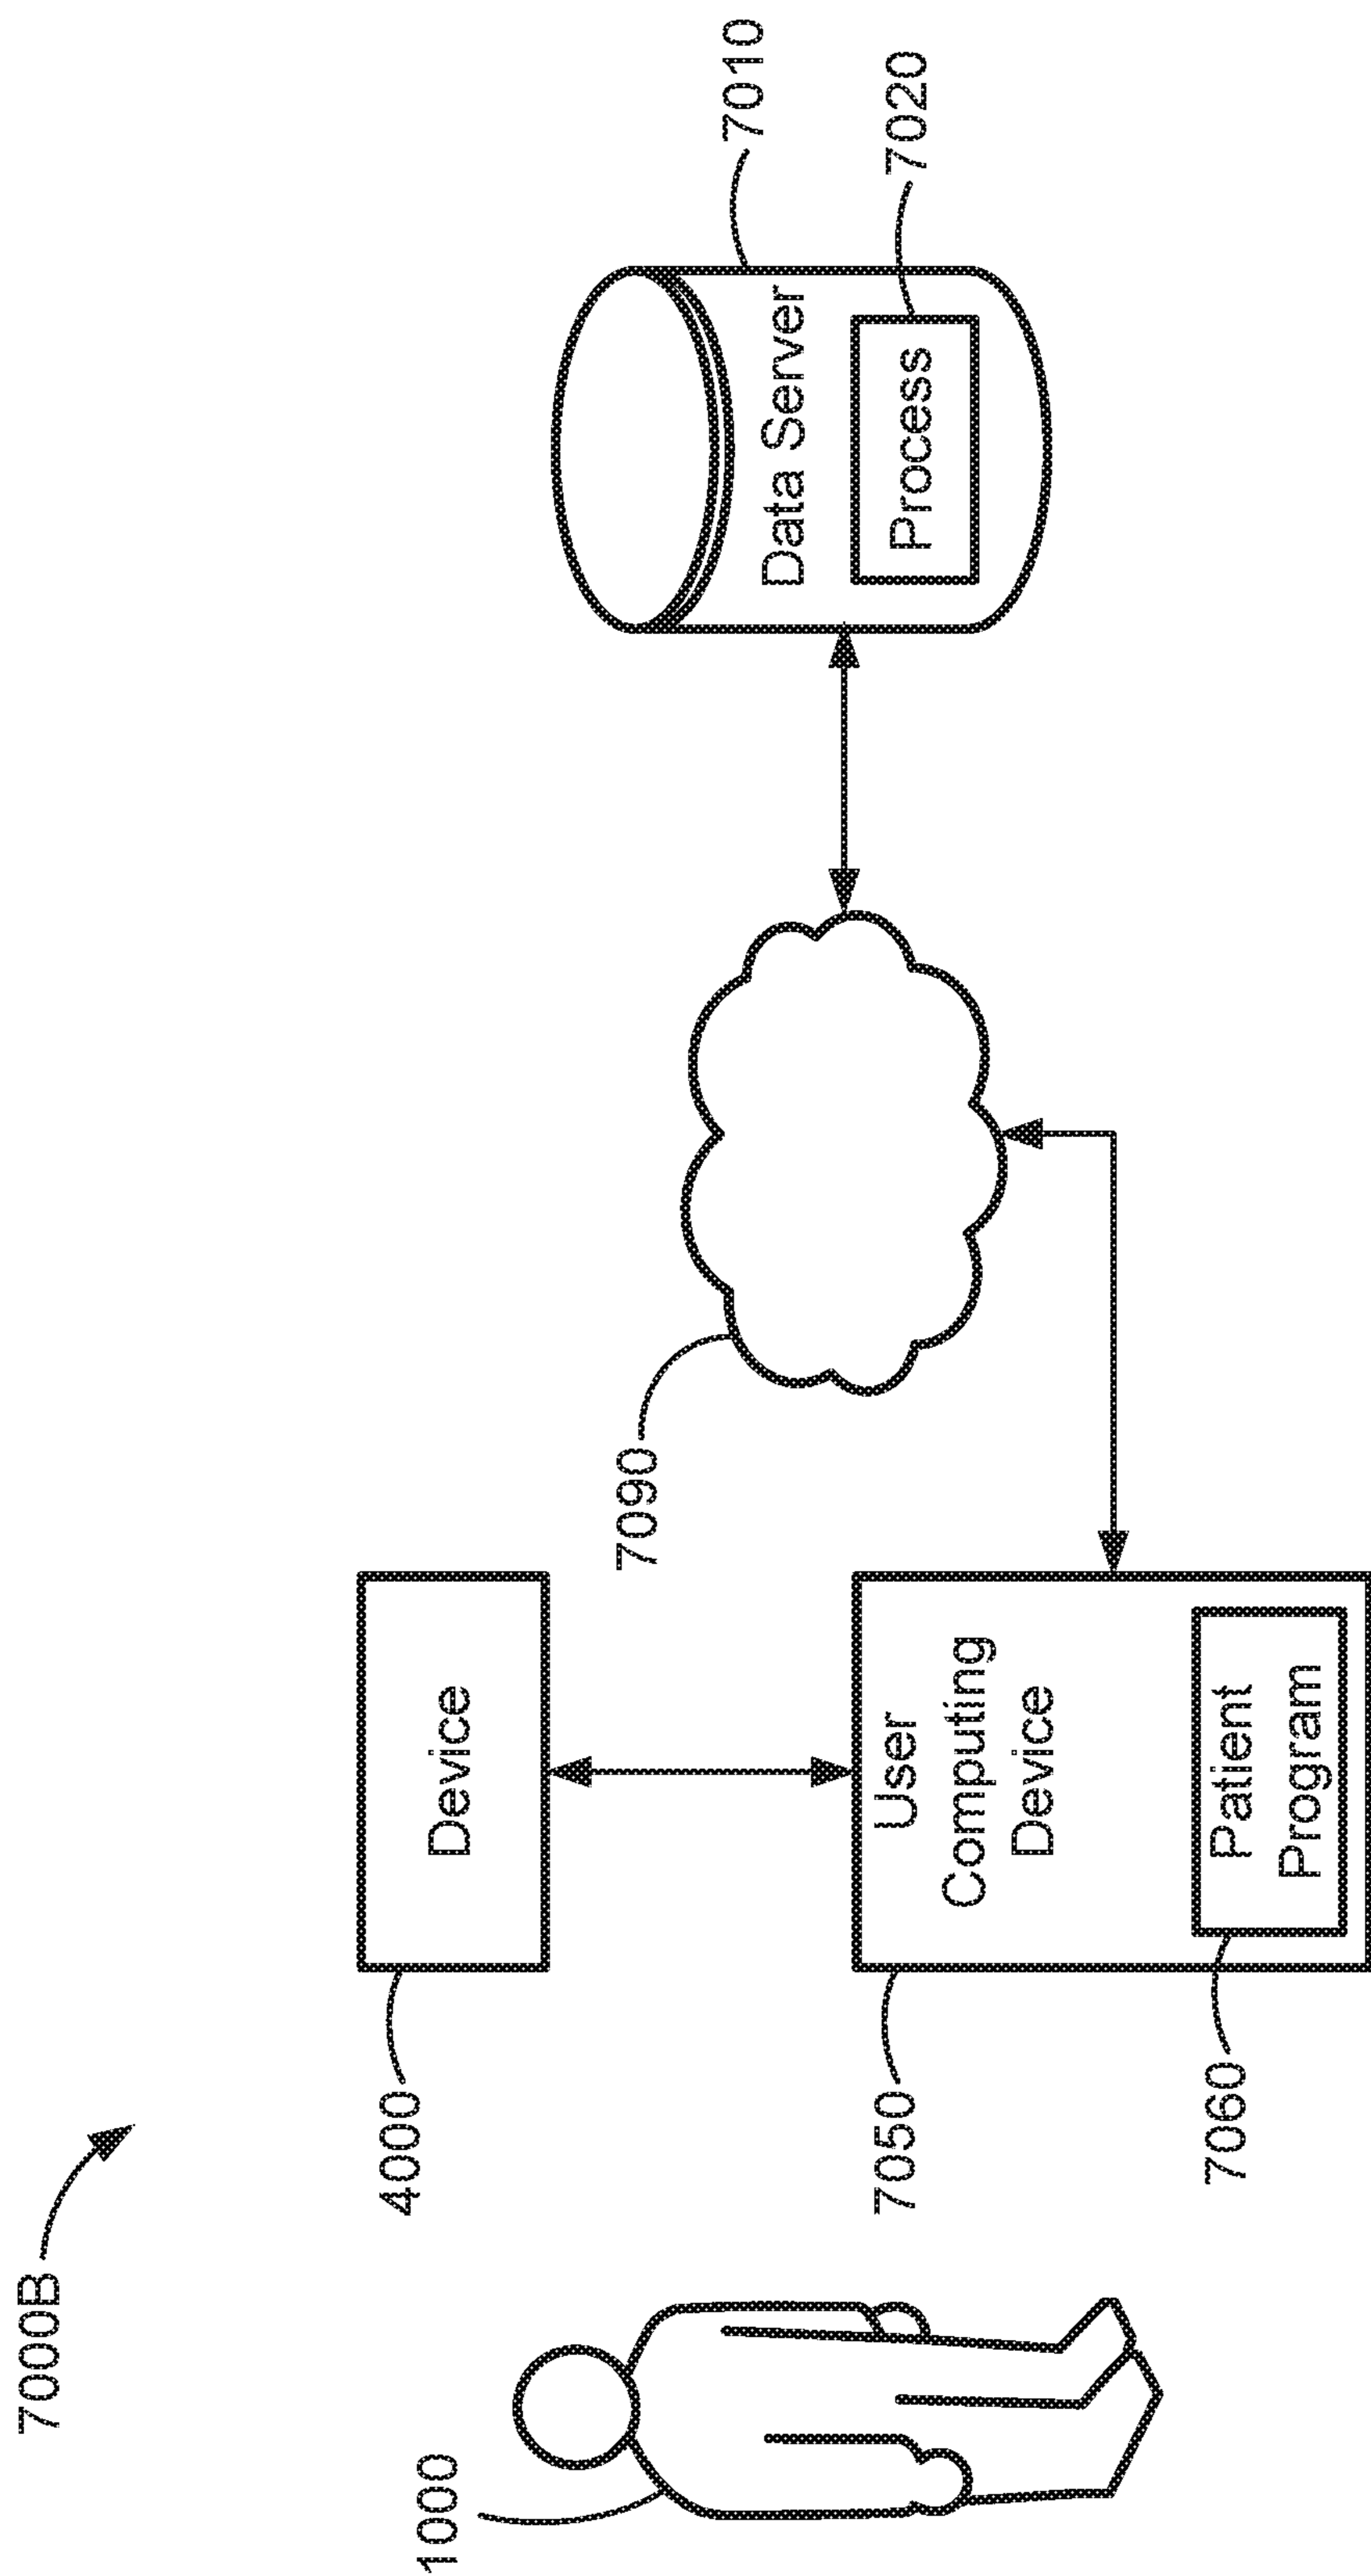 7000B
1000
4000
Device
7050
User
Computing
Device
7060
Patient
Program
7090
Data Server
7010
Process
7020